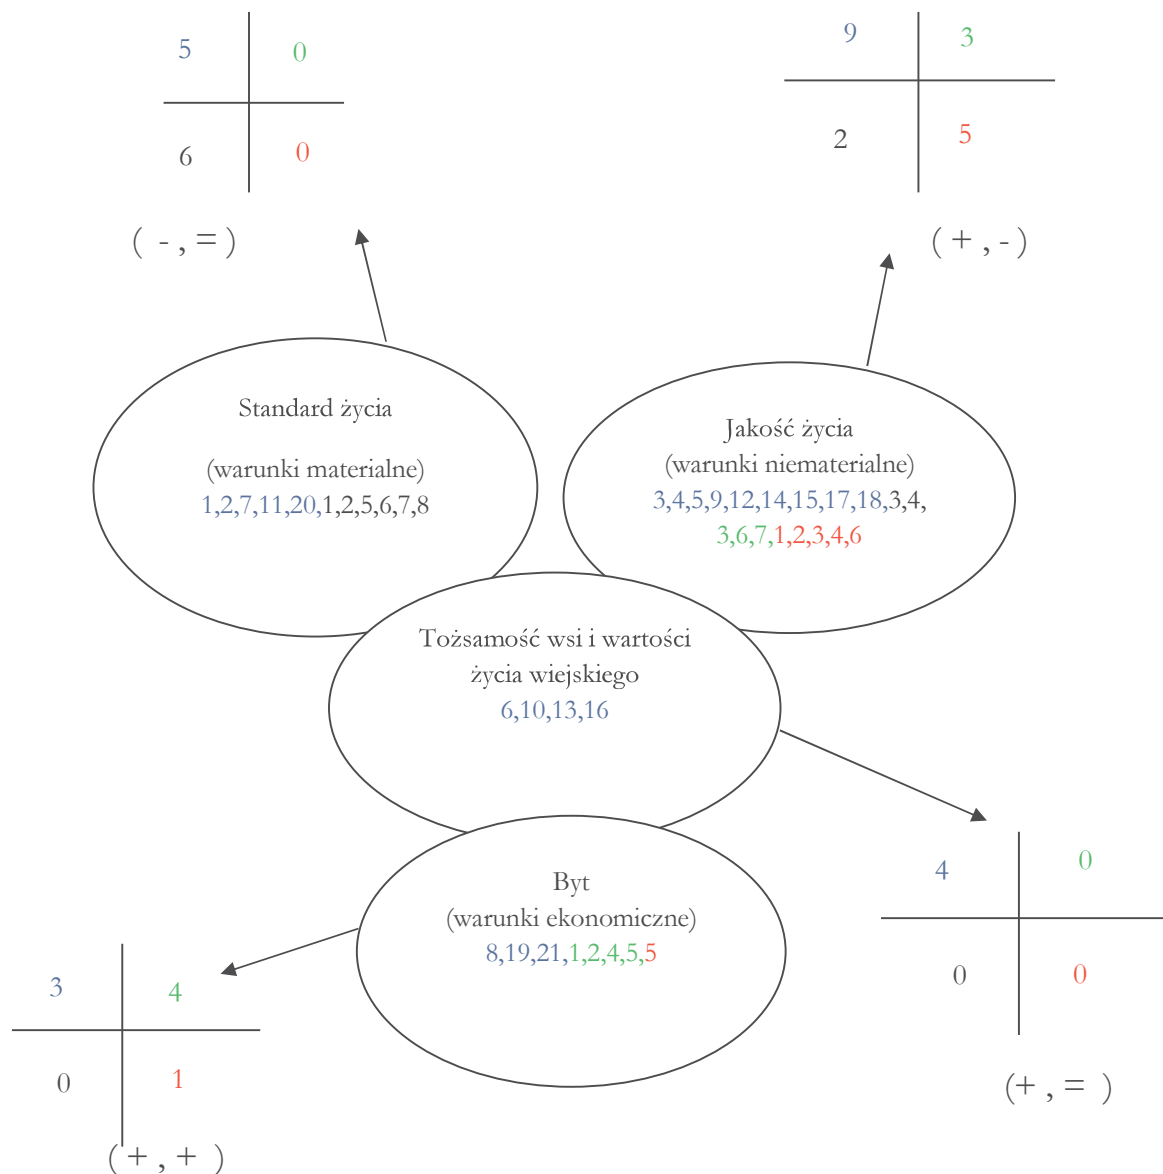 5 0
6 0
( - , = )
9 3
2 5
( + , - )
Standard życia
(warunki materialne)
1,2,7,11,20,1,2,5,6,7,8
Jakość życia
(warunki niematerialne)
3,4,5,9,12,14,15,17,18,3,4,
3,6,7,1,2,3,4,6
Tożsamość wsi i wartości
życia wiejskiego
6,10,13,16
Byt
(warunki ekonomiczne)
8,19,21,1,2,4,5,5
4 0
0 0
(+ , = )
3 4
0 1
( + , + )